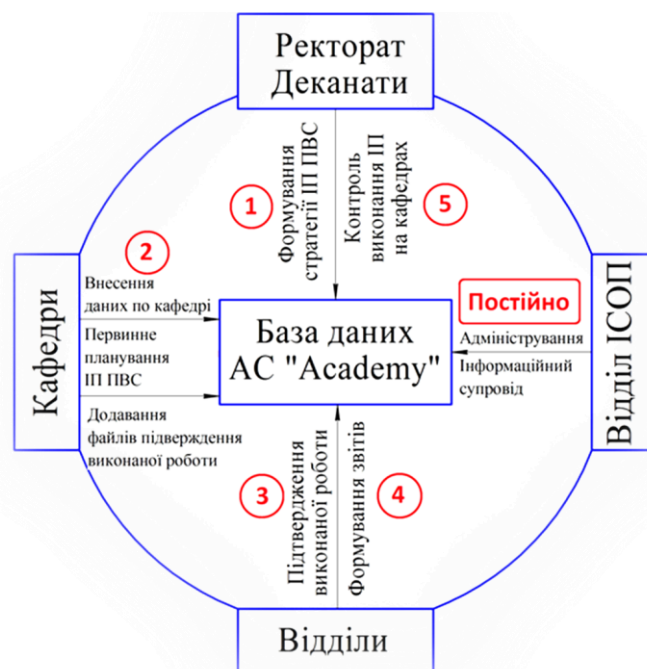 Ректорат
Деканати
1
Формування
стратегії ІП ПВС
Контроль
виконання ІП
на кафедрах
5
2
Кафедри
Внесення
даних по кафедрі
Первинне
планування
ІП ПВС
Додавання
файлів підверждення
виконаної роботи
База даних
АС "Academy"
Постійно
Адміністрування
Інформаційний
супровід
Відділ ІСОП
3
Підтвердження
виконаної роботи
Формування звітів
4
Відділи